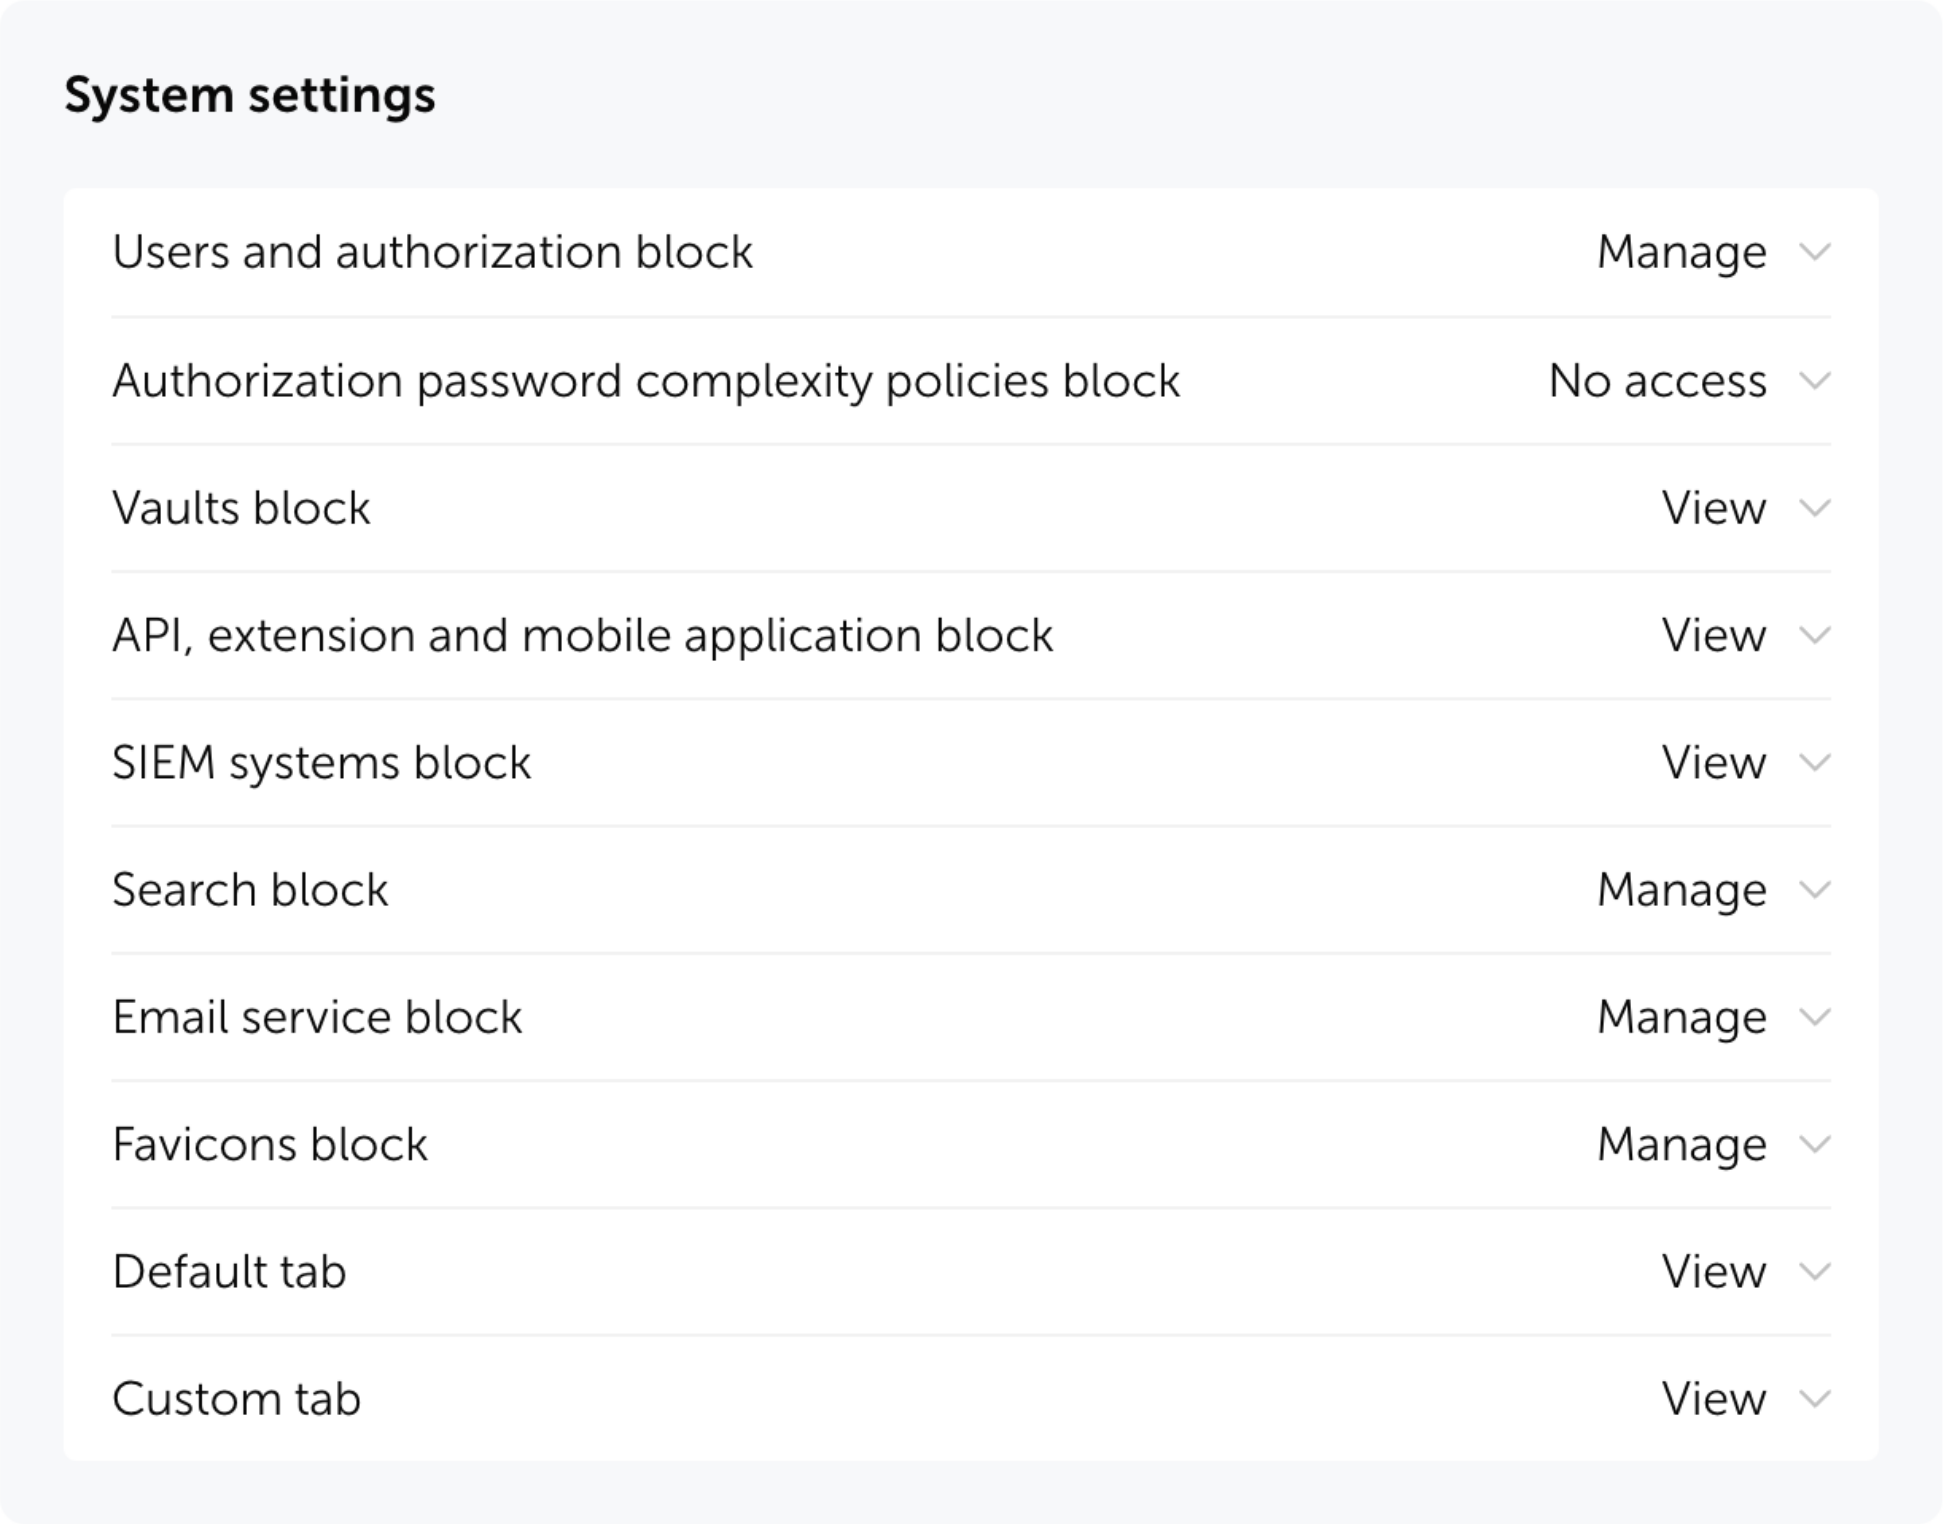 System settings
Users and authorization block Manage
Authorization password complexity policies block No access
Vaults block View
API, extension and mobile application block View
SIEM systems block View
Search block Manage
Email service block Manage
Favicons block Manage
Default tab View
Custom tab View